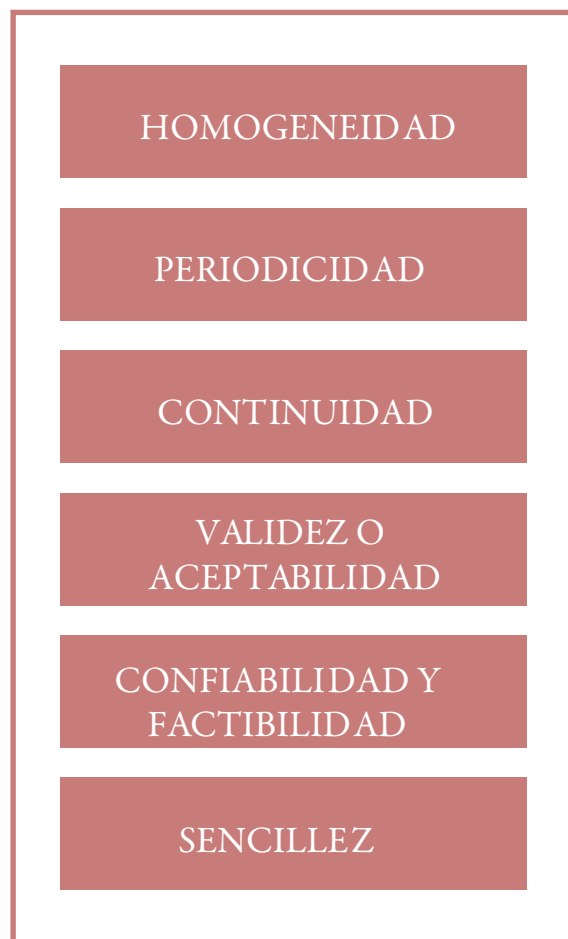 HOMOGENEIDAD
PERIODICIDAD
CONTINUIDAD
VALIDEZ O
ACEPTABILIDAD
CONFIABILIDAD Y
FACTIBILIDAD
SENCILLEZ